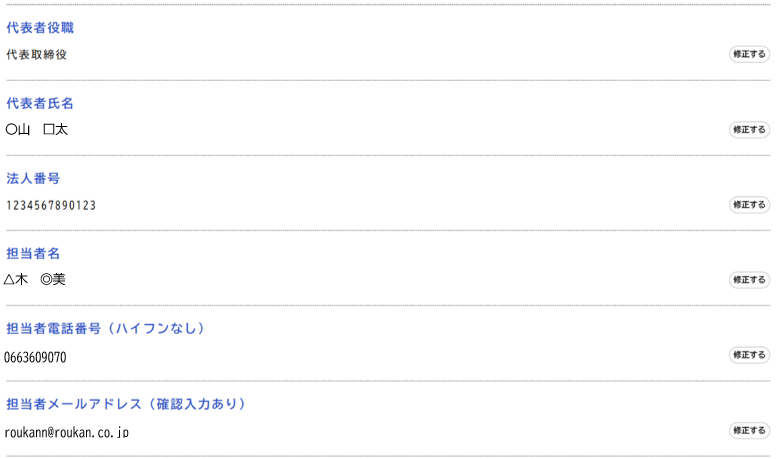 代表者役職
代表取締役
修正する
代表者氏名
〇山　口太
修正する
法人番号
1234567890123
修正する
担当者名
△木　◎美
修正する
担当者電話番号（ハイフンなし）
0663609070
修正する
担当者メールアドレス（確認入力あり）
roukann@roukan.co.jp
修正する